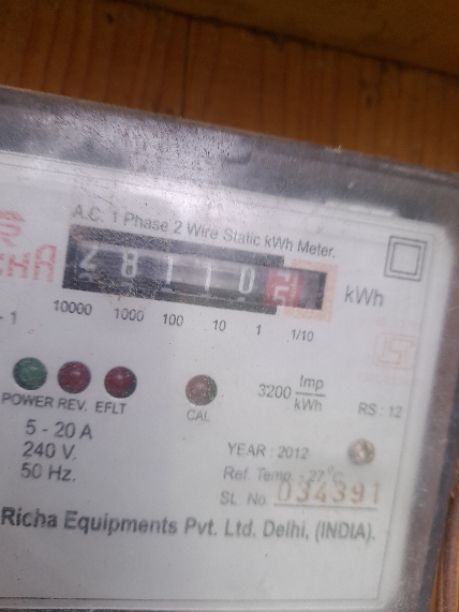 A.C. 1 Phase 2 Wire Static kWh Meter.
28110 kWh
10000 1000 100 10 1 1/10
POWER REV. EFLT
CAL
3200 Imp/kWh
RS : 12
5 - 20 A
240 V.
50 Hz.
YEAR : 2012
Ref. Temp. - 27 °C
SL. No. 034391
Richa Equipments Pvt. Ltd. Delhi, (INDIA).